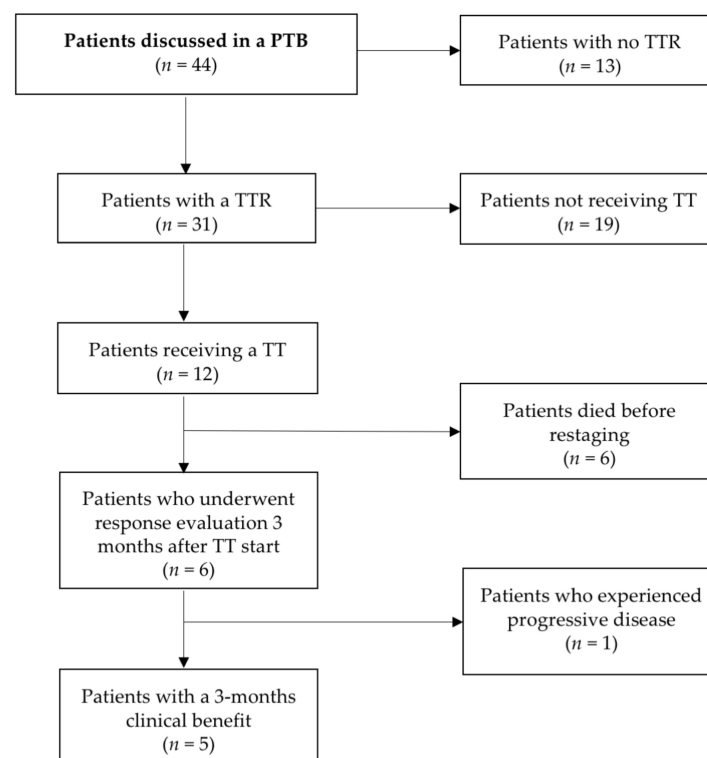 Patients discussed in a PTB
(n = 44)
Patients with no TTR
(n = 13)
Patients with a TTR
(n = 31)
Patients not receiving TT
(n = 19)
Patients receiving a TT
(n = 12)
Patients died before
restaging
(n = 6)
Patients who underwent
response evaluation 3
months after TT start
(n = 6)
Patients who experienced
progressive disease
(n = 1)
Patients with a 3-months
clinical benefit
(n = 5)